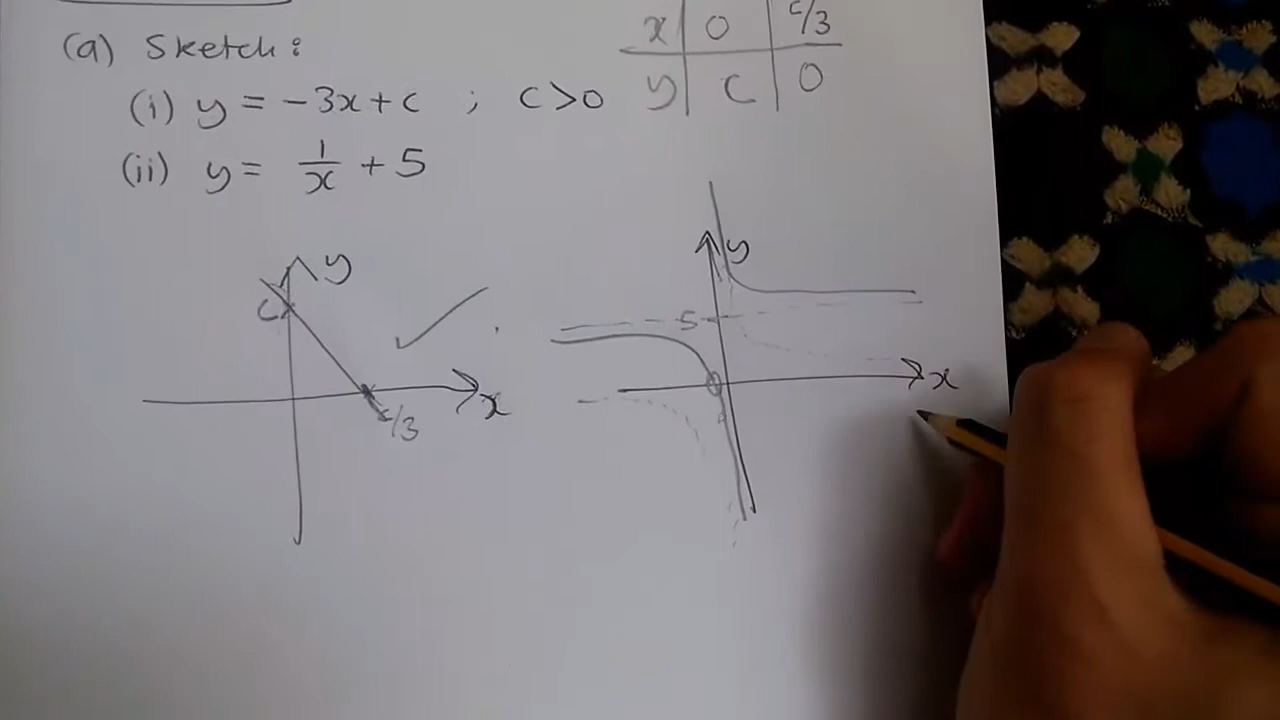 (a) Sketch:
(i) y = -3x + c ; c > 0
(ii) y = 1/x + 5
x | 0 | c/3
y | c | 0
y
c
x
c/3
y
5
x